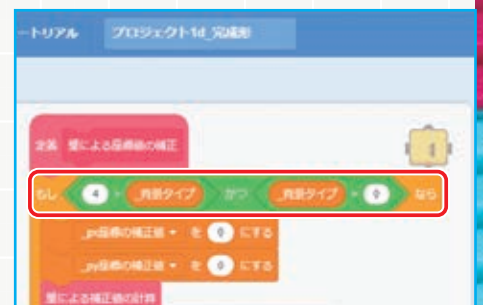 ートリアル プロジェクト1d_完成形
定義 壁による座標値の補正
もし 4 > _背景タイプ かつ _背景タイプ > 0 なら
_px座標の補正値 を 0 にする
_py座標の補正値 を 0 にする
壁による補正値の計算